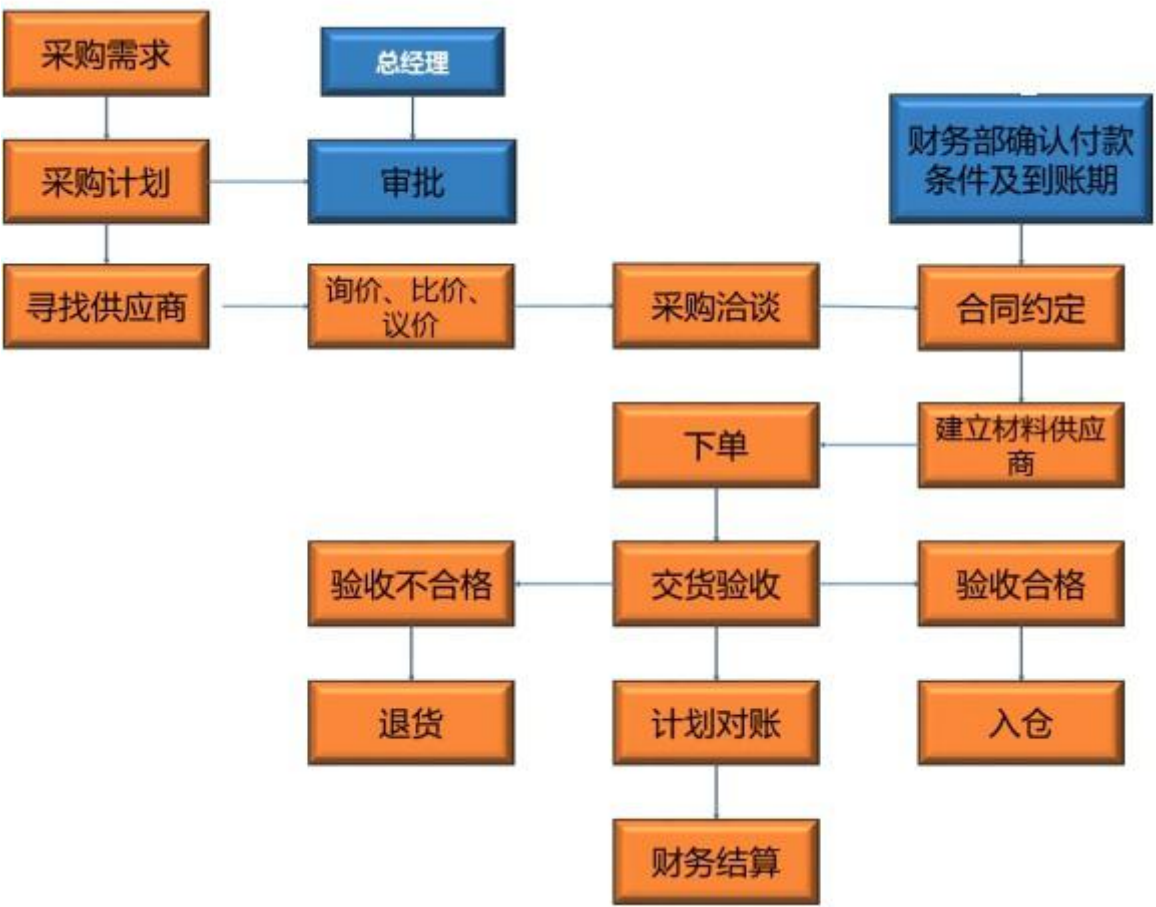 采购需求
总经理
采购计划
审批
财务部确认付款
条件及到账期
寻找供应商
询价、比价、
议价
采购洽谈
合同约定
下单
建立材料供应
商
验收不合格
交货验收
验收合格
退货
计划对账
入仓
财务结算